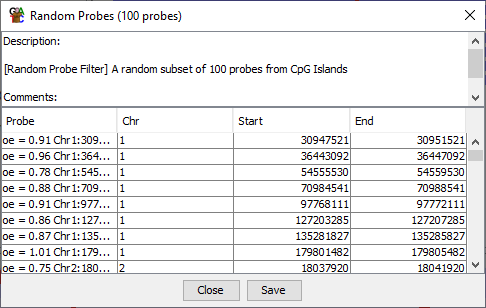 Random Probes (100 probes)
Description:
[Random Probe Filter] A random subset of 100 probes from CpG Islands
Comments:
Probe Chr Start End
oe = 0.91 Chr1:309... 1 30947521 30951521
oe = 0.96 Chr1:364... 1 36443092 36447092
oe = 0.78 Chr1:545... 1 54555530 54559530
oe = 0.88 Chr1:709... 1 70984541 70988541
oe = 0.91 Chr1:977... 1 97768111 97772111
oe = 0.86 Chr1:127... 1 127203285 127207285
oe = 0.87 Chr1:135... 1 135281827 135285827
oe = 1.01 Chr1:179... 1 179801482 179805482
oe = 0.75 Chr2:180... 2 18037920 18041920
Close Save